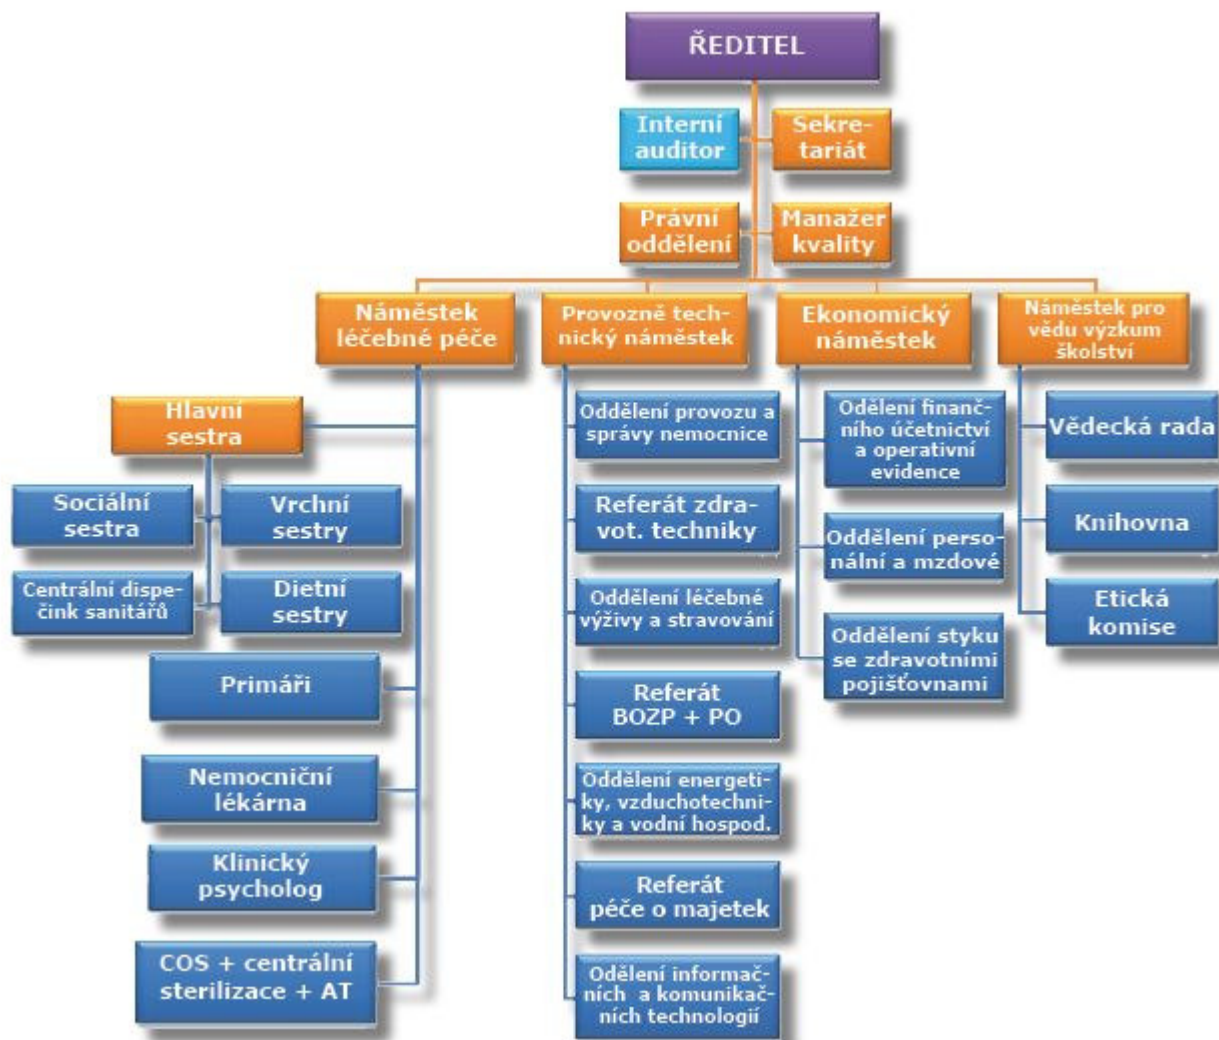 ŘEDITEL
Interní
auditor
Sekre-
tariát
Právní
oddělení
Manažer
kvality
Náměstek
léčebné péče
Provozně tech-
nický náměstek
Ekonomický
náměstek
Náměstek pro
vědu výzkum
školství
Hlavní
sestra
Sociální
sestra
Vrchní
sestry
Centrální dispe-
čink sanitářů
Dietní
sestry
Primáři
Nemocniční
lékárna
Klinický
psycholog
COS + centrální
sterilizace + AT
Oddělení provozu a
správy nemocnice
Referát zdra-
vot. techniky
Oddělení léčebné
výživy a stravování
Referát
BOZP + PO
Oddělení energeti-
ky, vzduchotechni-
ky a vodní hospod.
Referát
péče o majetek
Odělení informač-
ních a komunikač-
ních technologií
Odělení finanč-
ního účetnictví
a operativní
evidence
Oddělení perso-
nální a mzdové
Oddělení styku
se zdravotními
pojišťovnami
Vědecká rada
Knihovna
Etická
komise